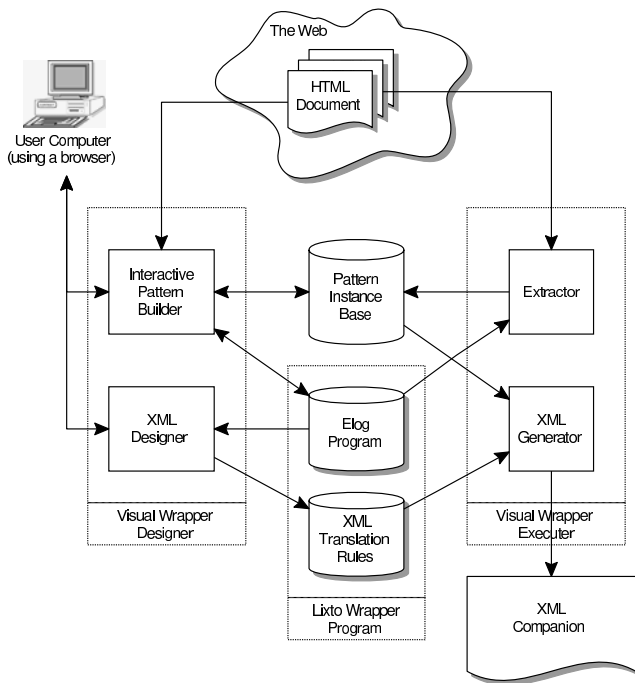 The Web
HTML
Document
User Computer
(using a browser)
Interactive
Pattern
Builder
Pattern
Instance
Base
Extractor
XML
Designer
Elog
Program
XML
Generator
Visual Wrapper
Designer
XML
Translation
Rules
Visual Wrapper
Executer
Lixto Wrapper
Program
XML
Companion